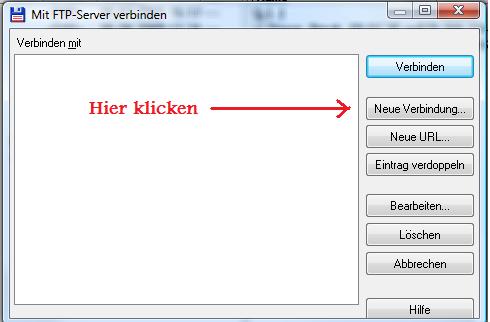 Mit FTP-Server verbinden
Verbinden mit
Verbinden
Hier klicken
Neue Verbindung...
Neue URL...
Eintrag verdoppeln
Bearbeiten...
Löschen
Abbrechen
Hilfe